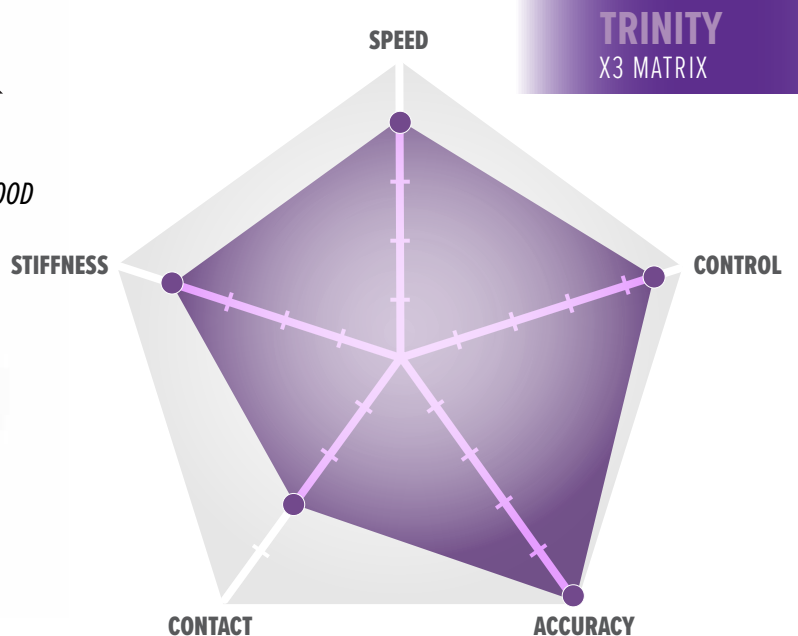 TRINITY
X3 MATRIX
SPEED
STIFFNESS
CONTROL
CONTACT
ACCURACY